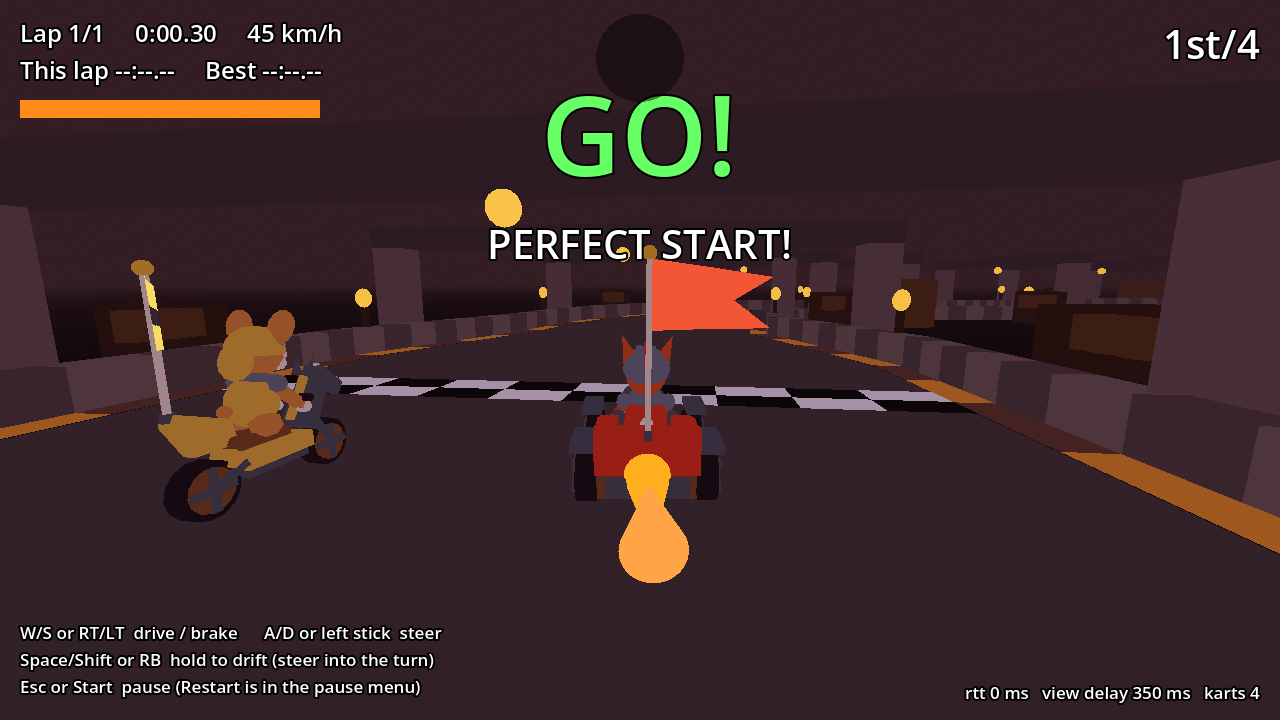 Lap 1/1 0:00.30 45 km/h
This lap --:--.-- Best --:--.--
1st/4
GO!
PERFECT START!
W/S or RT/LT drive / brake A/D or left stick steer
Space/Shift or RB hold to drift (steer into the turn)
Esc or Start pause (Restart is in the pause menu)
rtt 0 ms view delay 350 ms karts 4